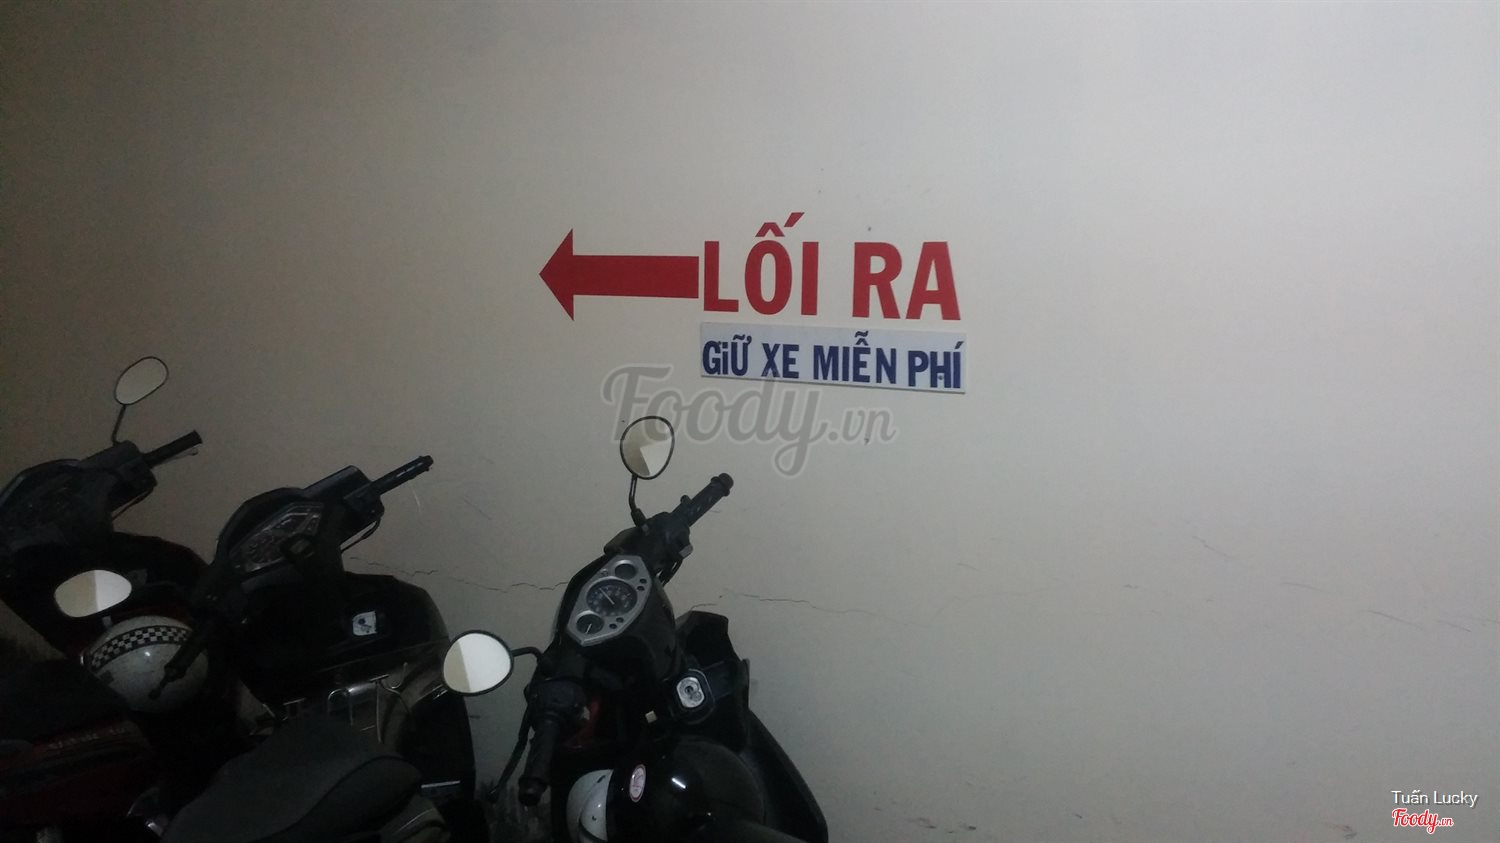 LỐI RA
GIỮ XE MIỄN PHÍ
Foody.vn
Tuấn Lucky
Foody.vn